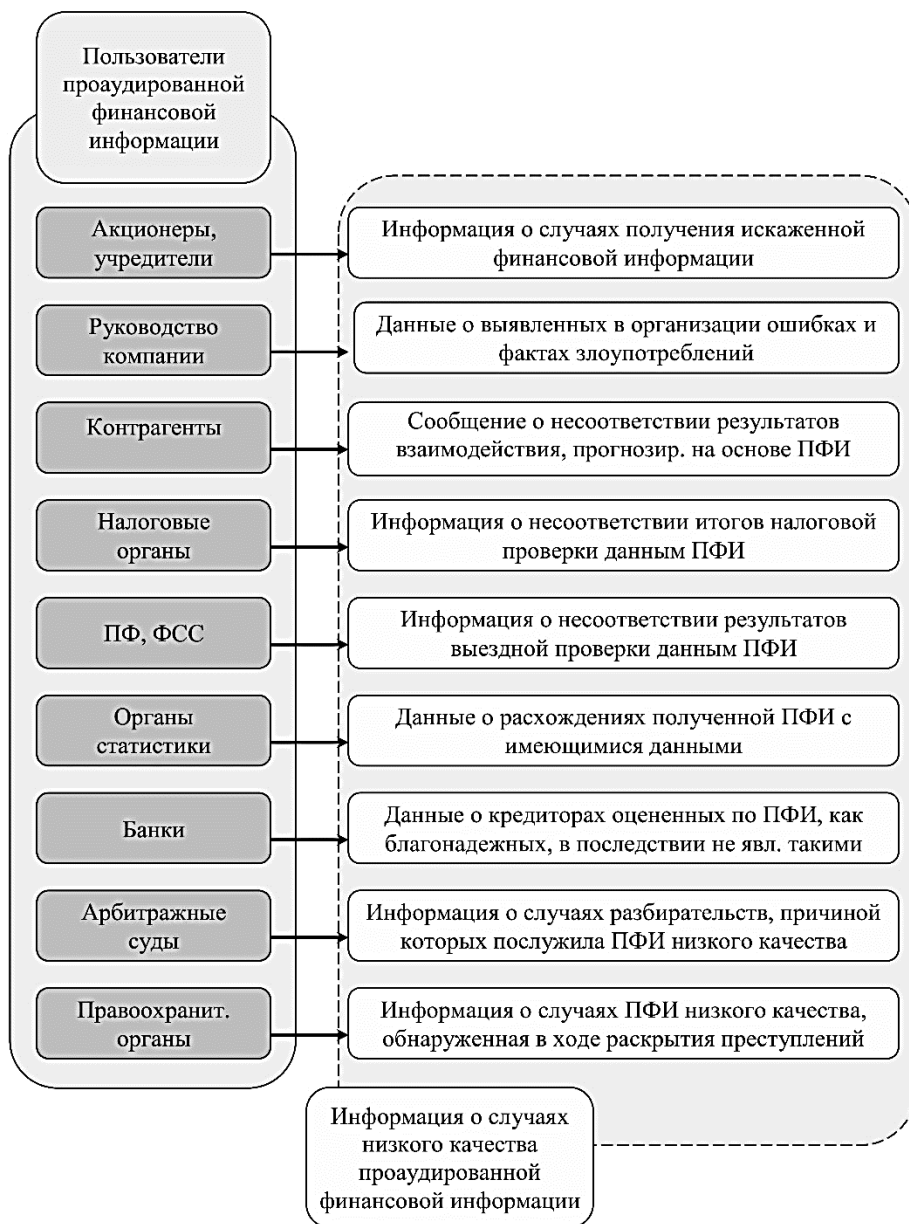 Пользователи
проаудированной
финансовой
информации
Акционеры,
учредители
Информация о случаях получения искаженной
финансовой информации
Руководство
компании
Данные о выявленных в организации ошибках и
фактах злоупотреблений
Контрагенты
Сообщение о несоответствии результатов
взаимодействия, прогнозир. на основе ПФИ
Налоговые
органы
Информация о несоответствии итогов налоговой
проверки данным ПФИ
ПФ, ФСС
Информация о несоответствии результатов
выездной проверки данным ПФИ
Органы
статистики
Данные о расхождениях полученной ПФИ с
имеющимися данными
Банки
Данные о кредиторах оцененных по ПФИ, как
благонадежных, в последствии не явл. такими
Арбитражные
суды
Информация о случаях разбирательств, причиной
которых послужила ПФИ низкого качества
Правоохранит.
органы
Информация о случаях ПФИ низкого качества,
обнаруженная в ходе раскрытия преступлений
Информация о случаях
низкого качества
проаудированной
финансовой информации